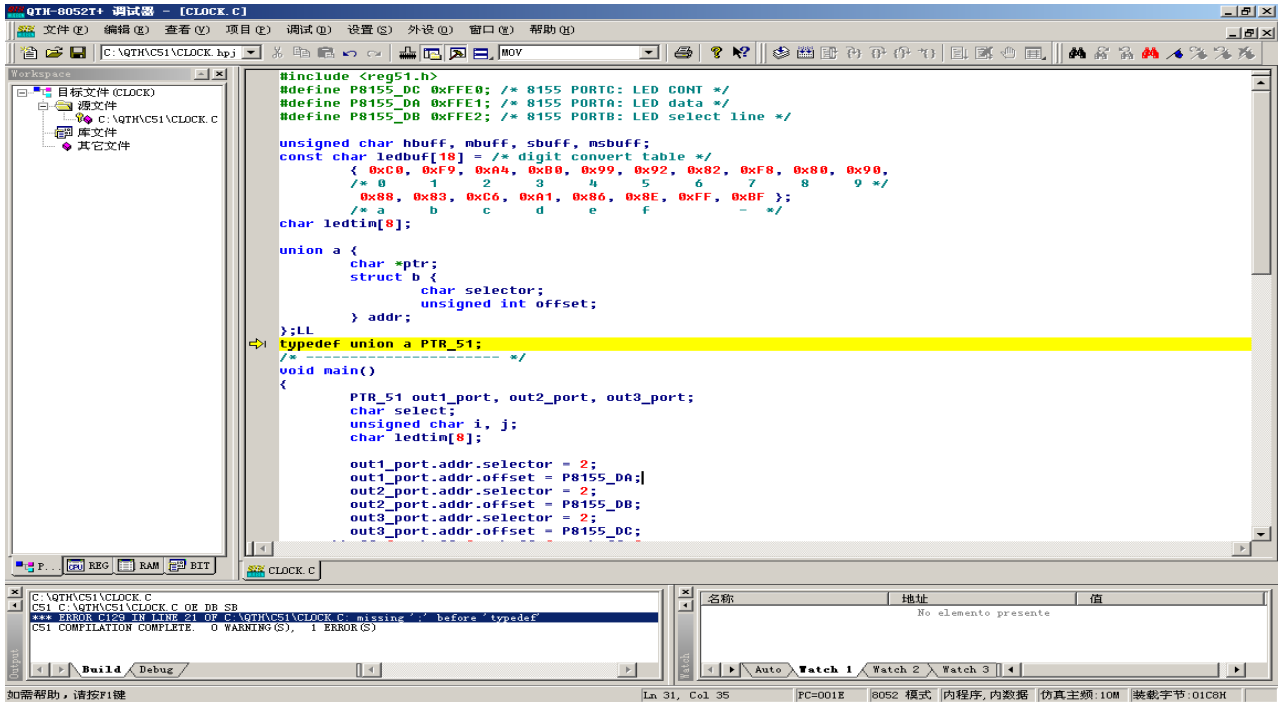 QTH-8052T+ 调试器 - [CLOCK.C]
文件(F) 编辑(E) 查看(V) 项目(P) 调试(D) 设置(S) 外设(O) 窗口(W) 帮助(H)
C:\QTH\C51\CLOCK.hpj MOV
Workspace
目标文件(CLOCK)
源文件
C:\QTH\C51\CLOCK.C
库文件
其它文件
P... REG RAM BIT
#include <reg51.h>
#define P8155_DC 0xFFE0; /* 8155 PORTC: LED CONT */
#define P8155_DA 0xFFE1; /* 8155 PORTA: LED data */
#define P8155_DB 0xFFE2; /* 8155 PORTB: LED select line */
unsigned char hbuff, mbuff, sbuff, msbuff;
const char ledbuf[18] = /* digit convert table */
{ 0xC0, 0xF9, 0xA4, 0xB0, 0x99, 0x92, 0x82, 0xF8, 0x80, 0x90,
/* 0 1 2 3 4 5 6 7 8 9 */
0x88, 0x83, 0xC6, 0xA1, 0x86, 0x8E, 0xFF, 0xBF };
/* a b c d e f - */
char ledtim[8];
union a {
char *ptr;
struct b {
char selector;
unsigned int offset;
} addr;
};LL
typedef union a PTR_51;
/* ----------------------- */
void main()
{
PTR_51 out1_port, out2_port, out3_port;
char select;
unsigned char i, j;
char ledtim[8];
out1_port.addr.selector = 2;
out1_port.addr.offset = P8155_DA;
out2_port.addr.selector = 2;
out2_port.addr.offset = P8155_DB;
out3_port.addr.selector = 2;
out3_port.addr.offset = P8155_DC;
CLOCK.C
C:\QTH\C51\CLOCK.C
C51 C:\QTH\C51\CLOCK.C OE DB SB
*** ERROR C129 IN LINE 21 OF C:\QTH\C51\CLOCK.C: missing ';' before 'typedef'
C51 COMPILATION COMPLETE. 0 WARNING(S), 1 ERROR(S)
Output
Build Debug
名称 地址 值
No elemento presente
Watch
Auto Watch 1 Watch 2 Watch 3
如需帮助，请按F1键 Ln 31, Col 35 PC=001E 8052 模式 内程序,内数据 仿真主频:10M 装载字节:01C8H